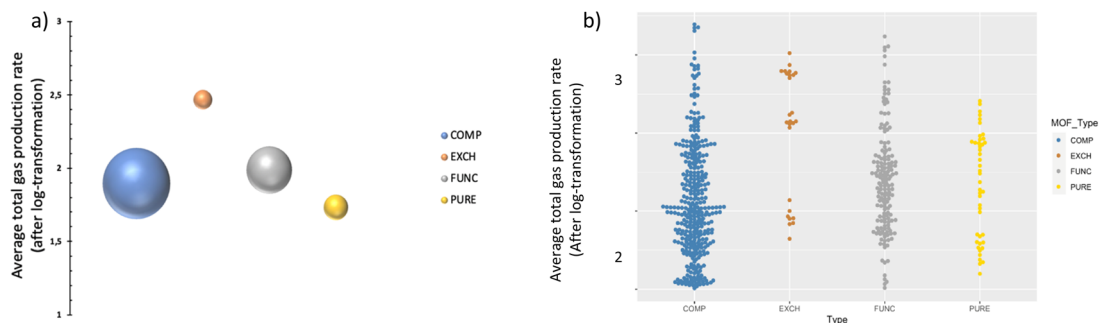 a)
Average total gas production rate
(after log-transformation)
3
2,5
2
1,5
1
COMP
EXCH
FUNC
PURE
b)
Average total gas production rate
(After log-transformation)
3
2
COMP
EXCH
FUNC
PURE
Type
MOF_Type
COMP
EXCH
FUNC
PURE